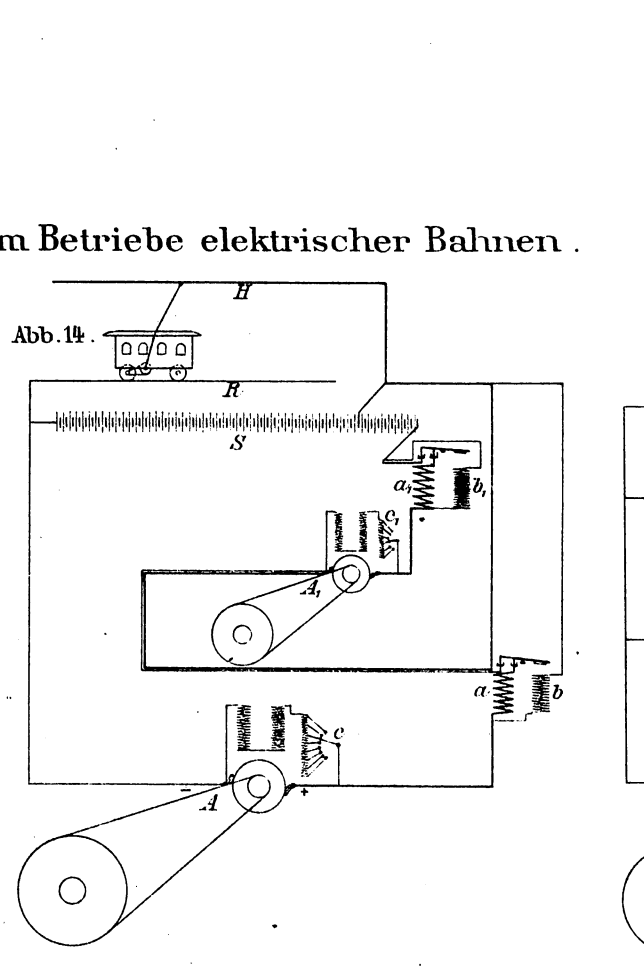 m Betriebe elektrischer Bahnen.
H
Abb. 14.
R
S
a₁ b₁
c₁
A₁
a b
c
- +
A